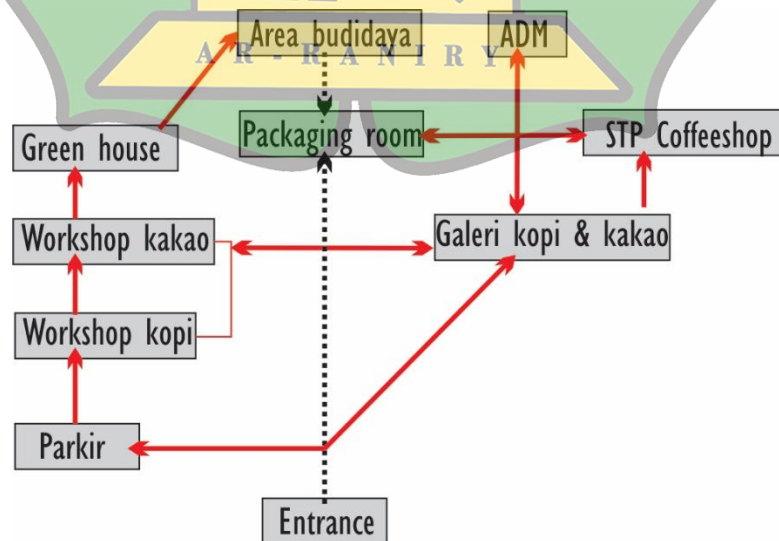 Area budidaya
ADM
AR-RANIRY
Green house
Packaging room
STP Coffeeshop
Workshop kakao
Galeri kopi & kakao
Workshop kopi
Parkir
Entrance